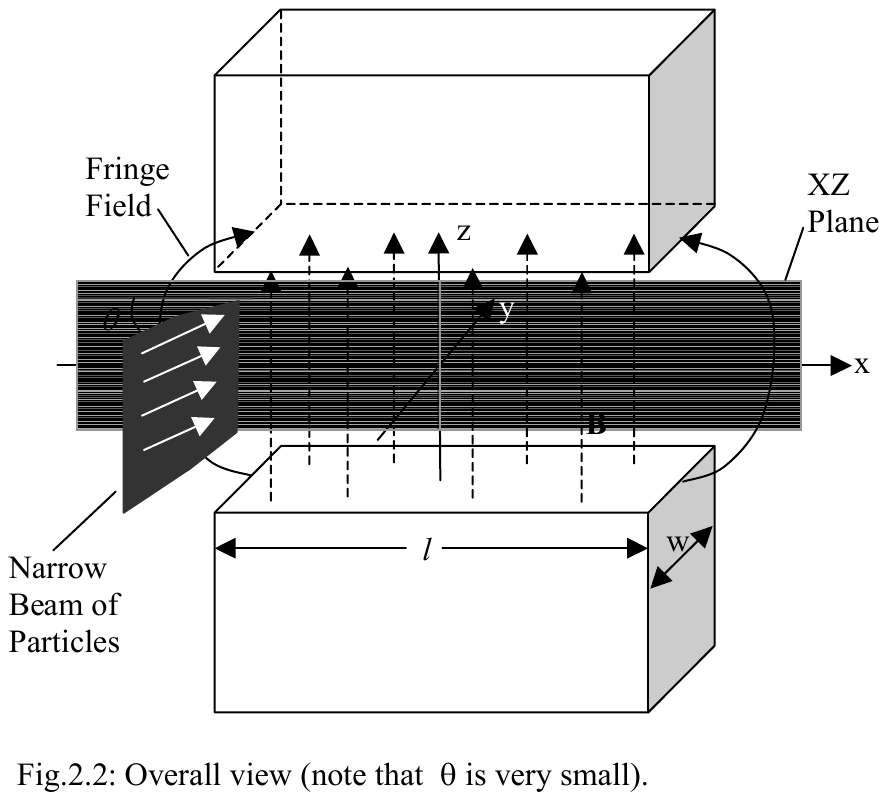 Fringe
Field
XZ
Plane
z
y
θ
x
B
l
w
Narrow
Beam of
Particles
Fig.2.2: Overall view (note that θ is very small).